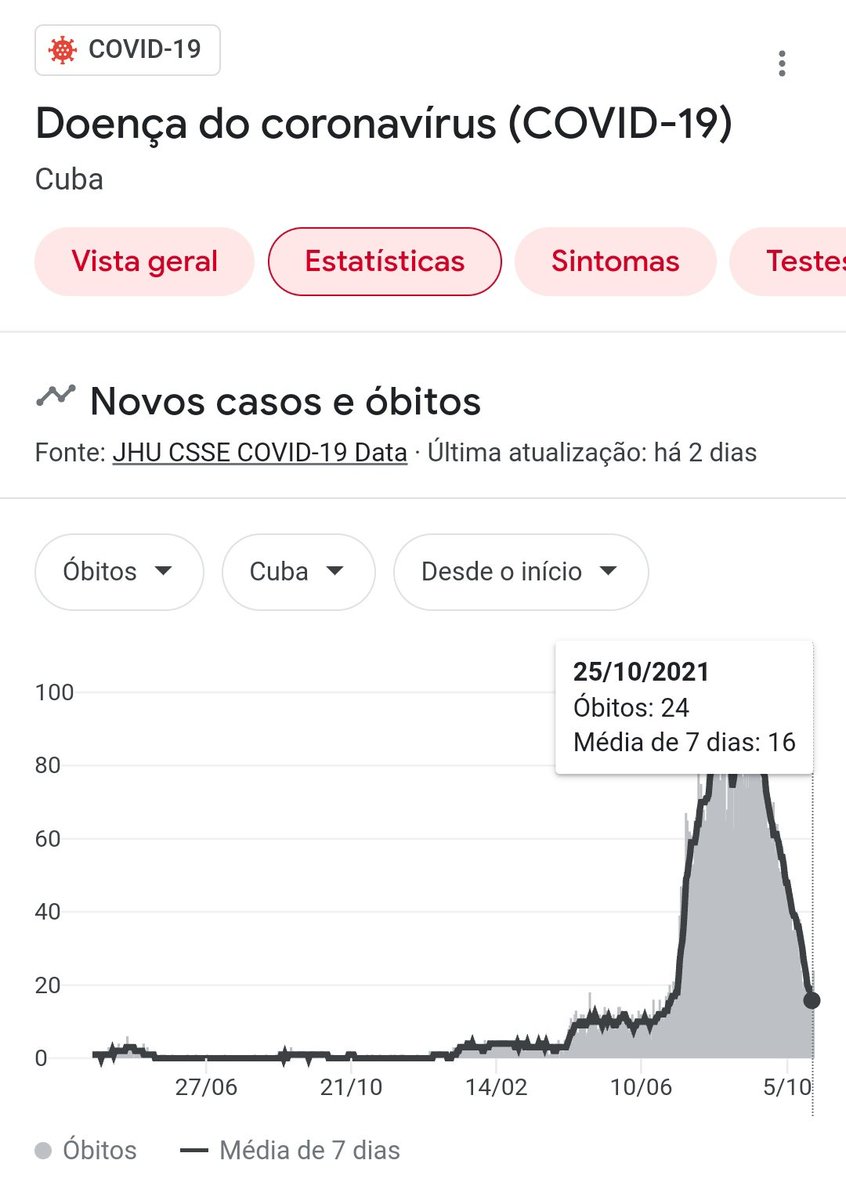 COVID-19
Doença do coronavírus (COVID-19)
Cuba
Vista geral
Estatísticas
Sintomas
Testes
Novos casos e óbitos
Fonte: JHU CSSE COVID-19 Data · Última atualização: há 2 dias
Óbitos
Cuba
Desde o início
25/10/2021
Óbitos: 24
Média de 7 dias: 16
100
80
60
40
20
0
27/06
21/10
14/02
10/06
5/10
Óbitos
Média de 7 dias